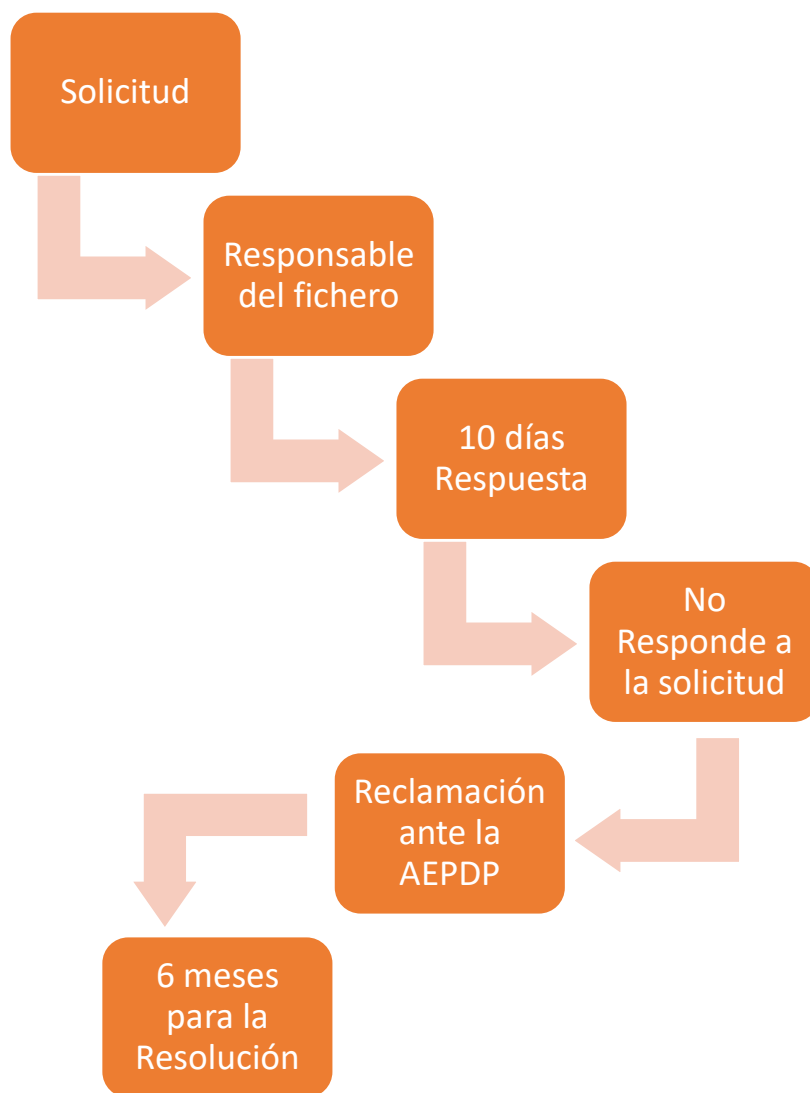 Solicitud
Responsable
del fichero
10 días
Respuesta
No
Responde a
la solicitud
Reclamación
ante la
AEPDP
6 meses
para la
Resolución